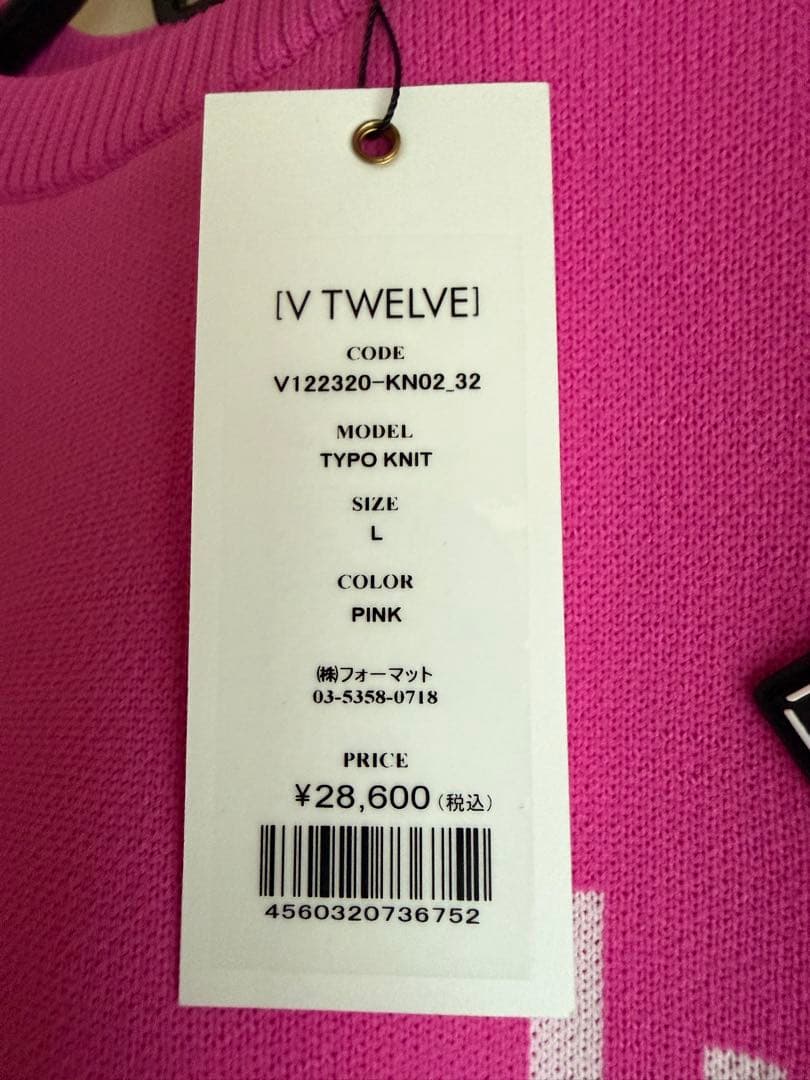 [V TWELVE]
CODE
V122320-KN02_32
MODEL
TYPO KNIT
SIZE
L
COLOR
PINK
㈱フォーマット
03-5358-0718
PRICE
¥28,600(税込)
4560320736752